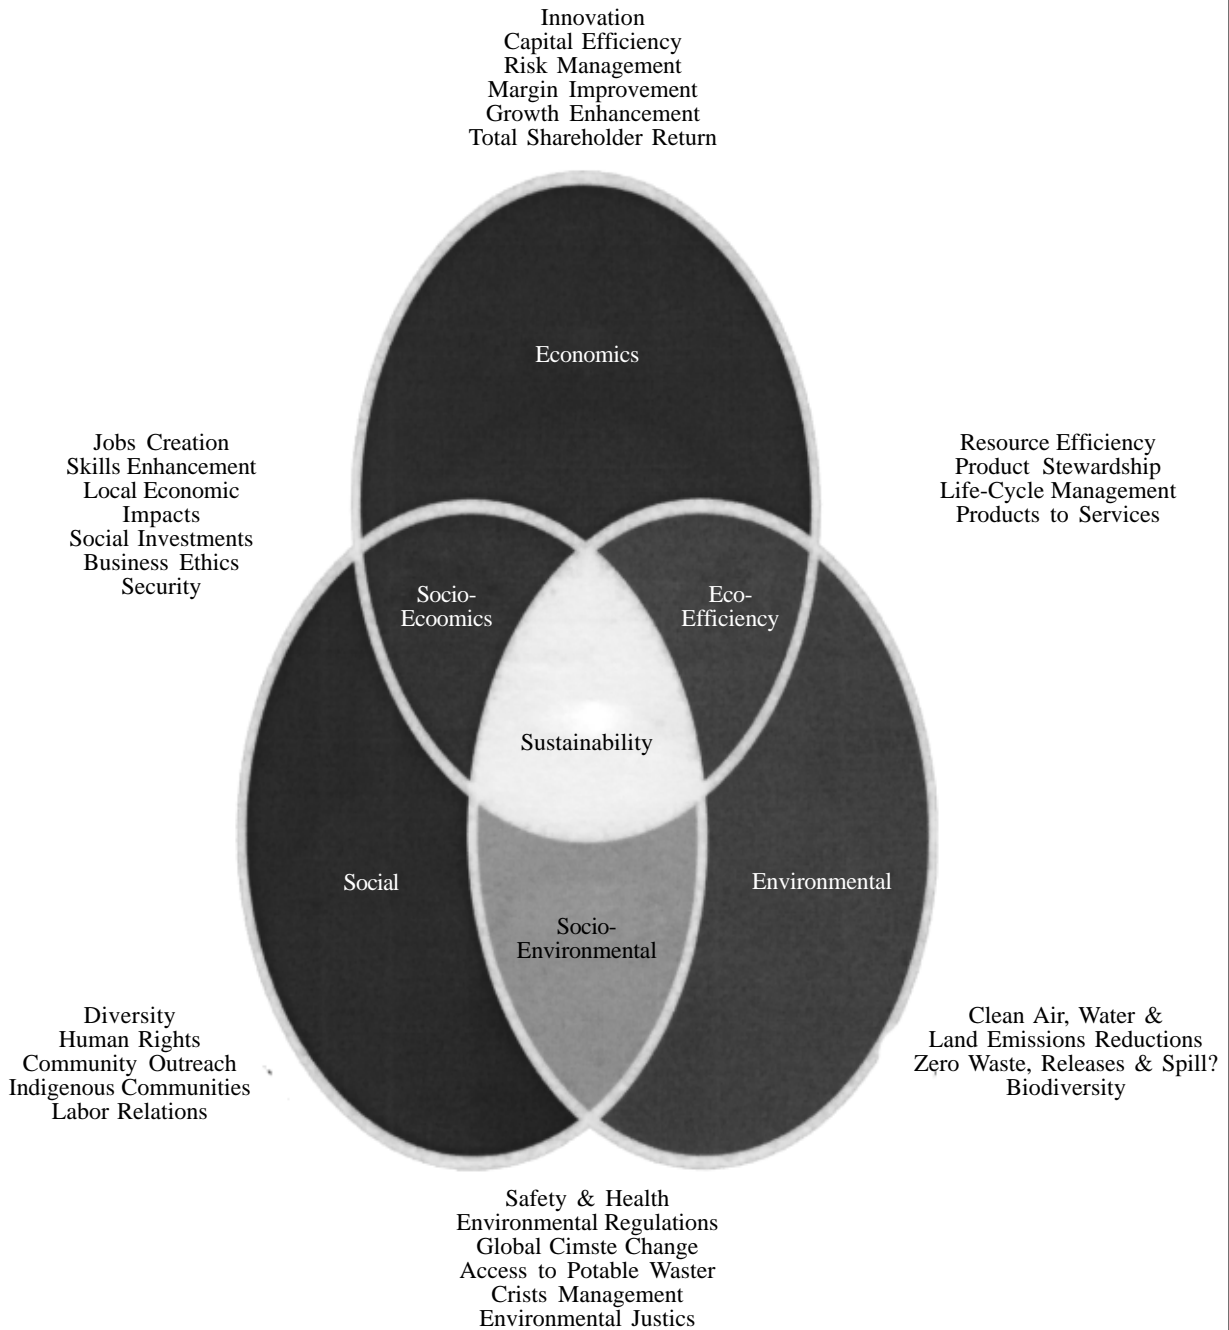 Innovation
Capital Efficiency
Risk Management
Margin Improvement
Growth Enhancement
Total Shareholder Return
Economics
Jobs Creation
Skills Enhancement
Local Economic
Impacts
Social Investments
Business Ethics
Security
Resource Efficiency
Product Stewardship
Life-Cycle Management
Products to Services
Socio-
Ecoomics
Eco-
Efficiency
Sustainability
Social
Environmental
Socio-
Environmental
Diversity
Human Rights
Community Outreach
Indigenous Communities
Labor Relations
Clean Air, Water &
Land Emissions Reductions
Zero Waste, Releases & Spill?
Biodiversity
Safety & Health
Environmental Regulations
Global Cimste Change
Access to Potable Waster
Crists Management
Environmental Justics